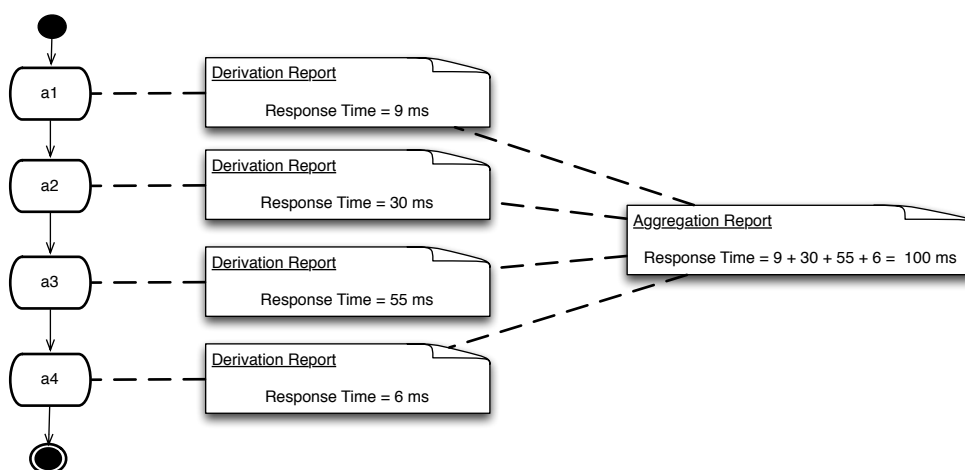 a1
Derivation Report
Response Time = 9 ms
a2
Derivation Report
Response Time = 30 ms
Aggregation Report
Response Time = 9 + 30 + 55 + 6 = 100 ms
a3
Derivation Report
Response Time = 55 ms
a4
Derivation Report
Response Time = 6 ms